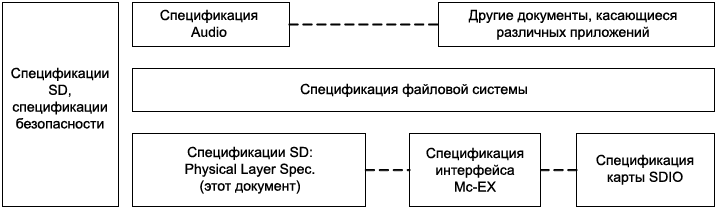 Спецификации
SD,
спецификации
безопасности
Спецификация
Audio
Другие документы, касающиеся
различных приложений
Спецификация файловой системы
Спецификации SD:
Physical Layer Spec.
(этот документ)
Спецификация
интерфейса
Mc-EX
Спецификация
карты SDIO